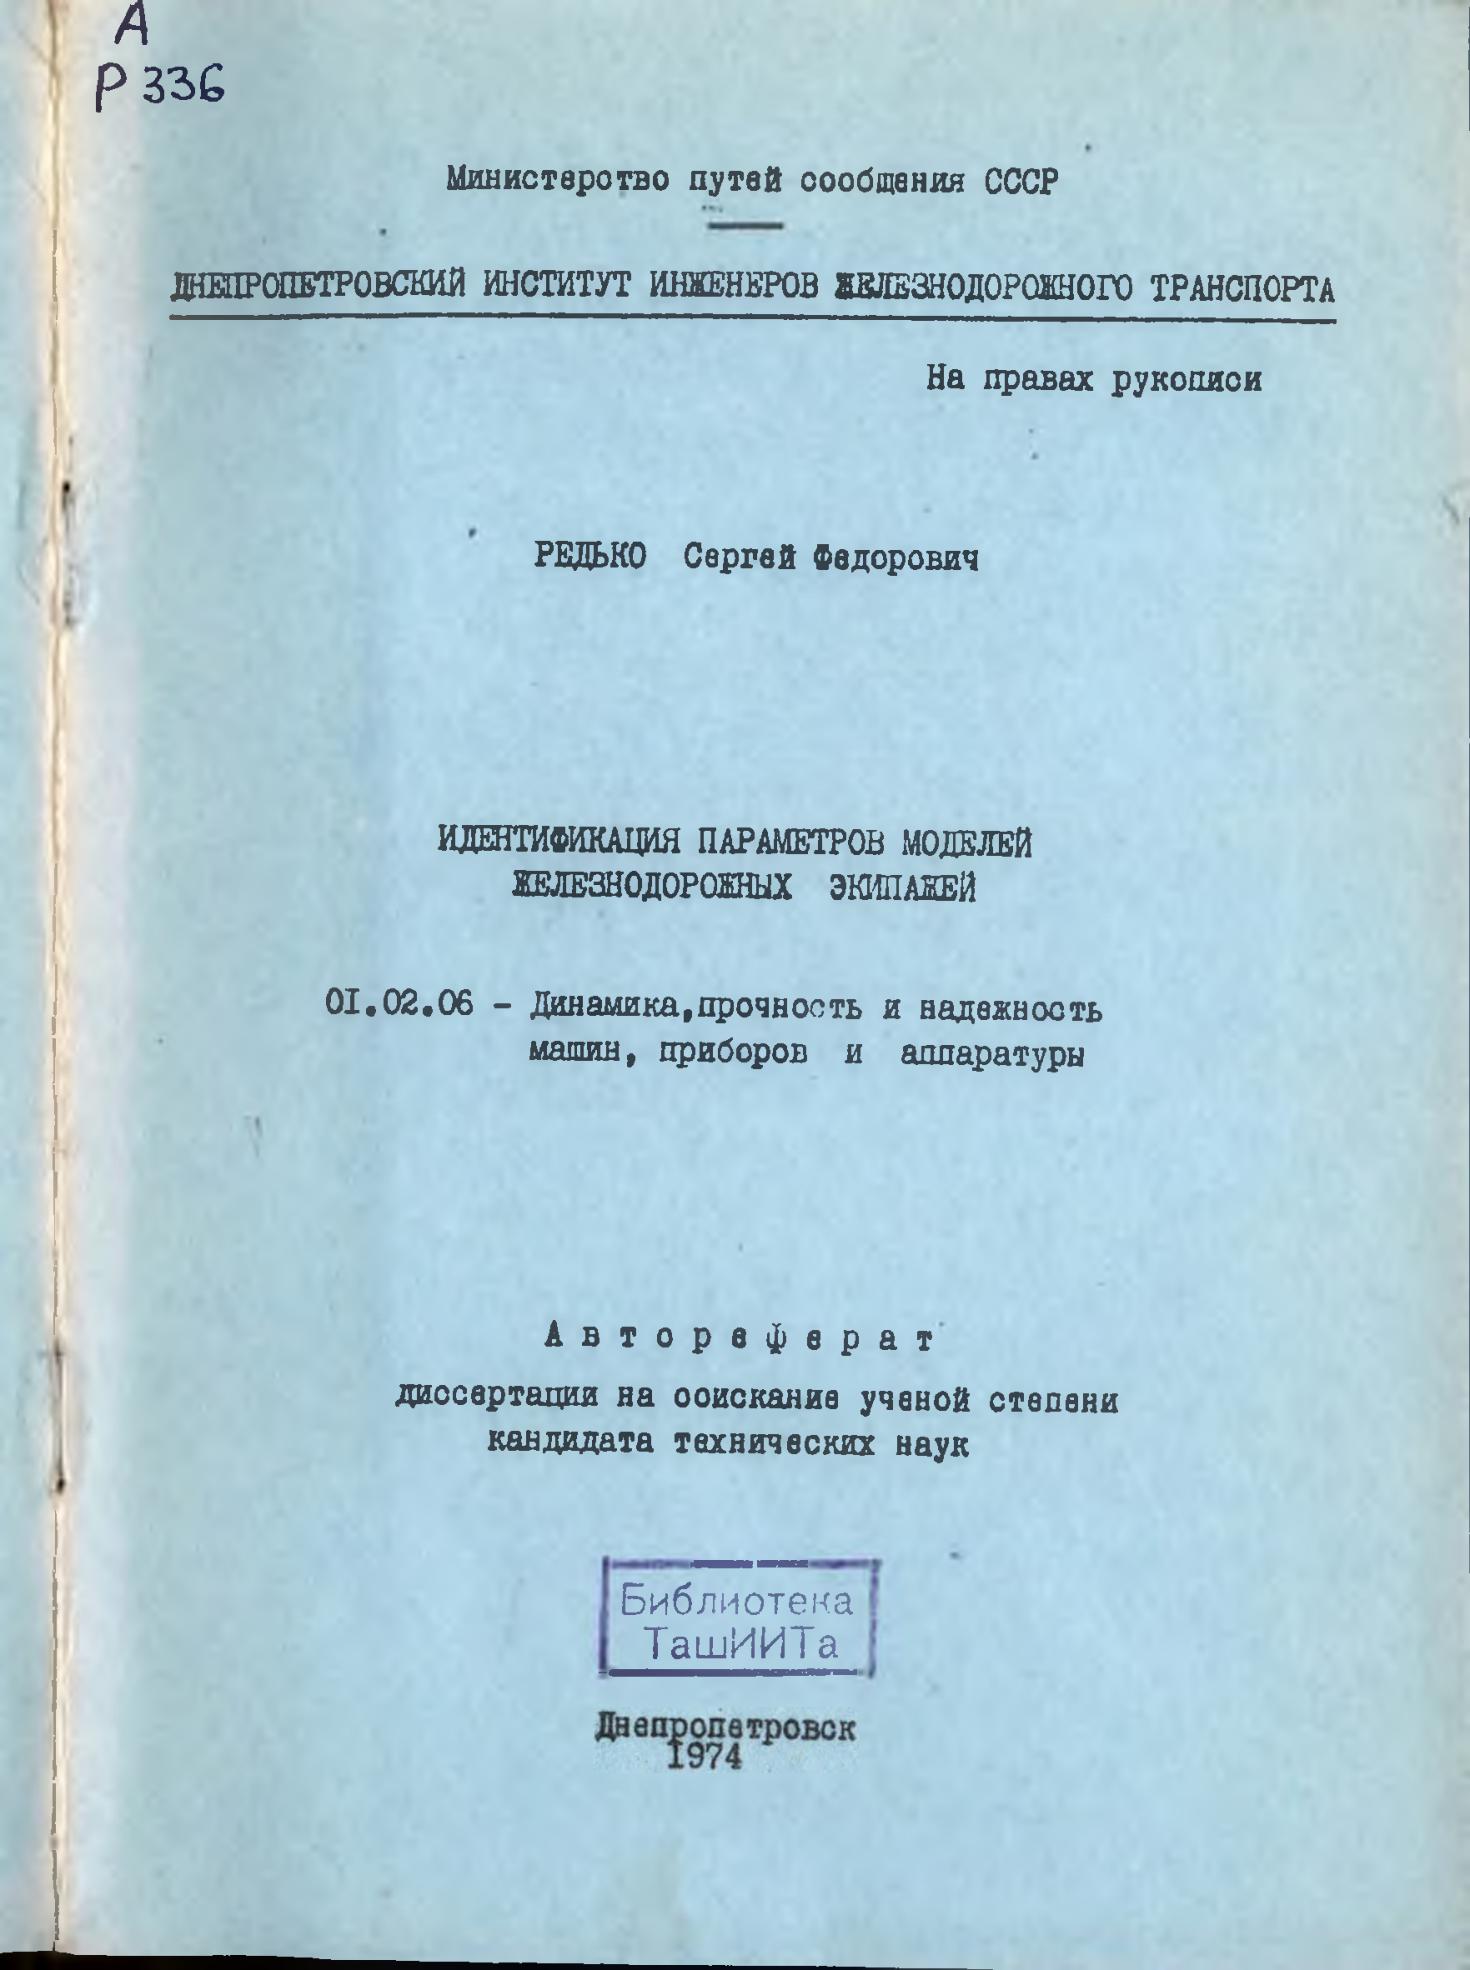 А
Р 336
Министерство путей сообщения СССР
ДНЕПРОПЕТРОВСКИЙ ИНСТИТУТ ИНЖЕНЕРОВ ЖЕЛЕЗНОДОРОЖНОГО ТРАНСПОРТА
На правах рукописи
РЕДЬКО Сергей Федорович
ИДЕНТИФИКАЦИЯ ПАРАМЕТРОВ МОДЕЛЕЙ
ЖЕЛЕЗНОДОРОЖНЫХ ЭКИПАЖЕЙ
01.02.06 - Динамика, прочность и надежность
машин, приборов и аппаратуры
Автореферат
диссертации на соискание ученой степени
кандидата технических наук
Библиотека
ТашИИТа
Днепропетровск
1974